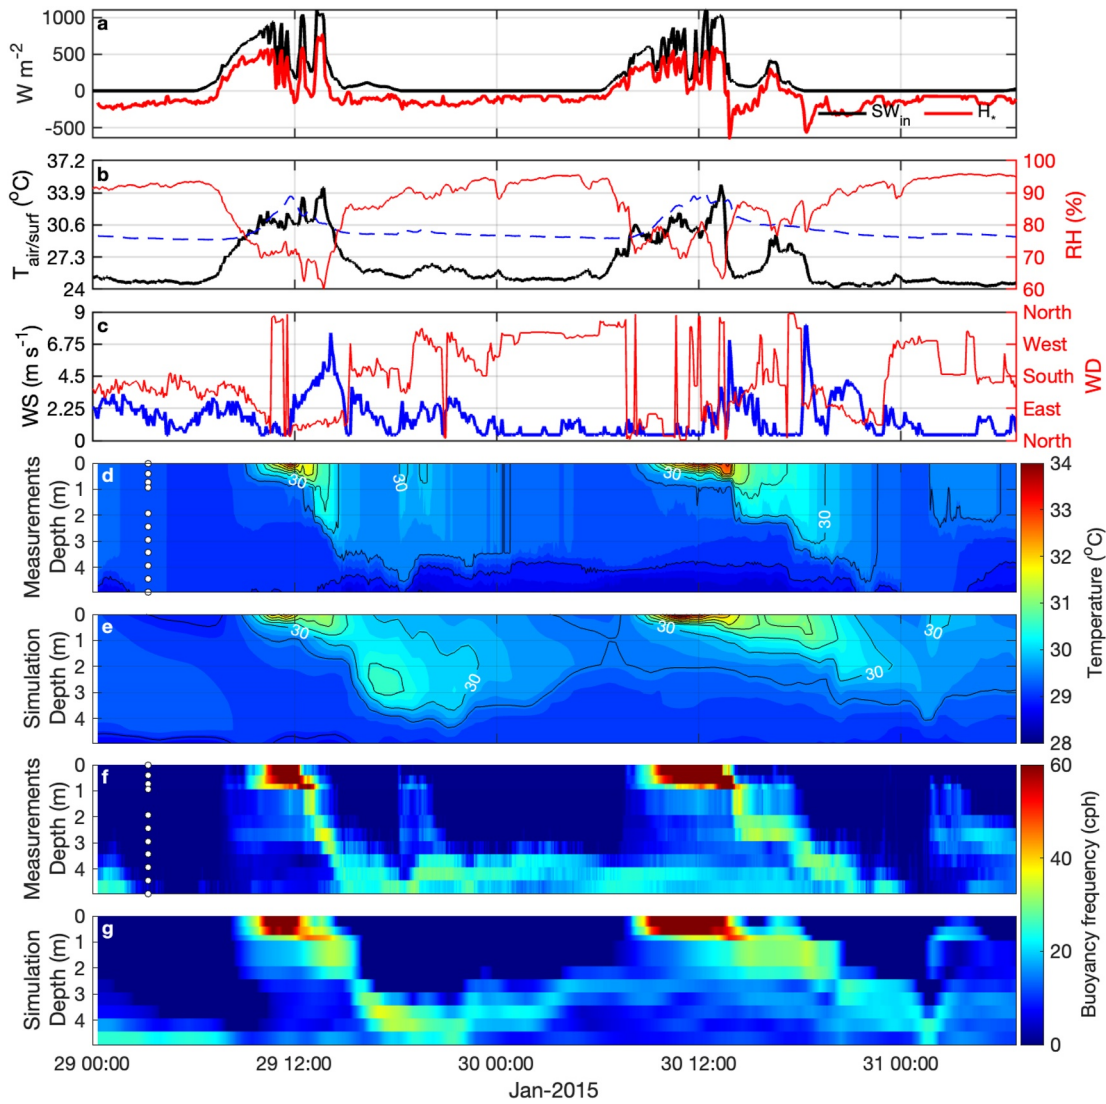 a
1000
500
0
-500
W m-2
SWin
H*
b
37.2
33.9
30.6
27.3
24
Tair/surf (oC)
100
90
80
70
60
RH (%)
c
9
6.75
4.5
2.25
0
WS (m s-1)
North
West
South
East
North
WD
d
0
1
2
3
4
Measurements
Depth (m)
30
30
30
30
e
0
1
2
3
4
Simulation
Depth (m)
30
30
30
30
30
34
33
32
31
30
29
28
Temperature (oC)
f
0
1
2
3
4
Measurements
Depth (m)
g
0
1
2
3
4
Simulation
Depth (m)
60
40
20
0
Buoyancy frequency (cph)
29 00:00
29 12:00
30 00:00
30 12:00
31 00:00
Jan-2015